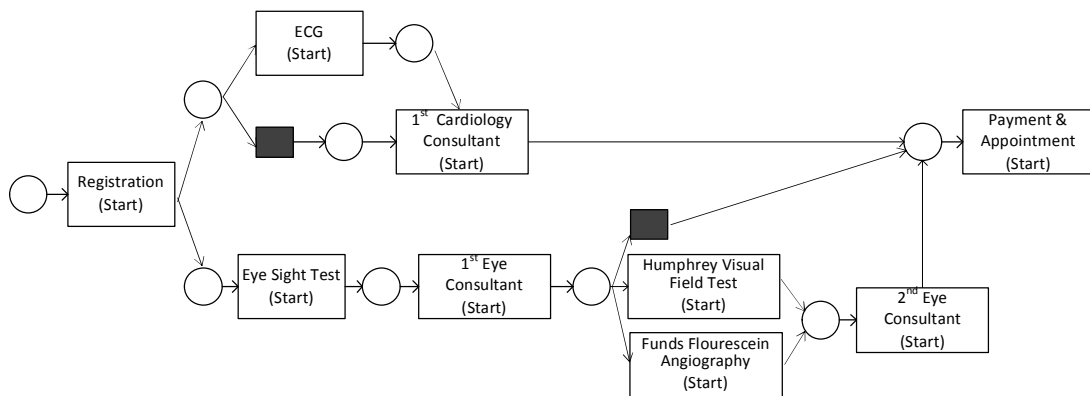 ECG
(Start)
1st Cardiology
Consultant
(Start)
Payment &
Appointment
(Start)
Registration
(Start)
Eye Sight Test
(Start)
1st Eye
Consultant
(Start)
Humphrey Visual
Field Test
(Start)
2nd Eye
Consultant
(Start)
Funds Flourescein
Angiography
(Start)